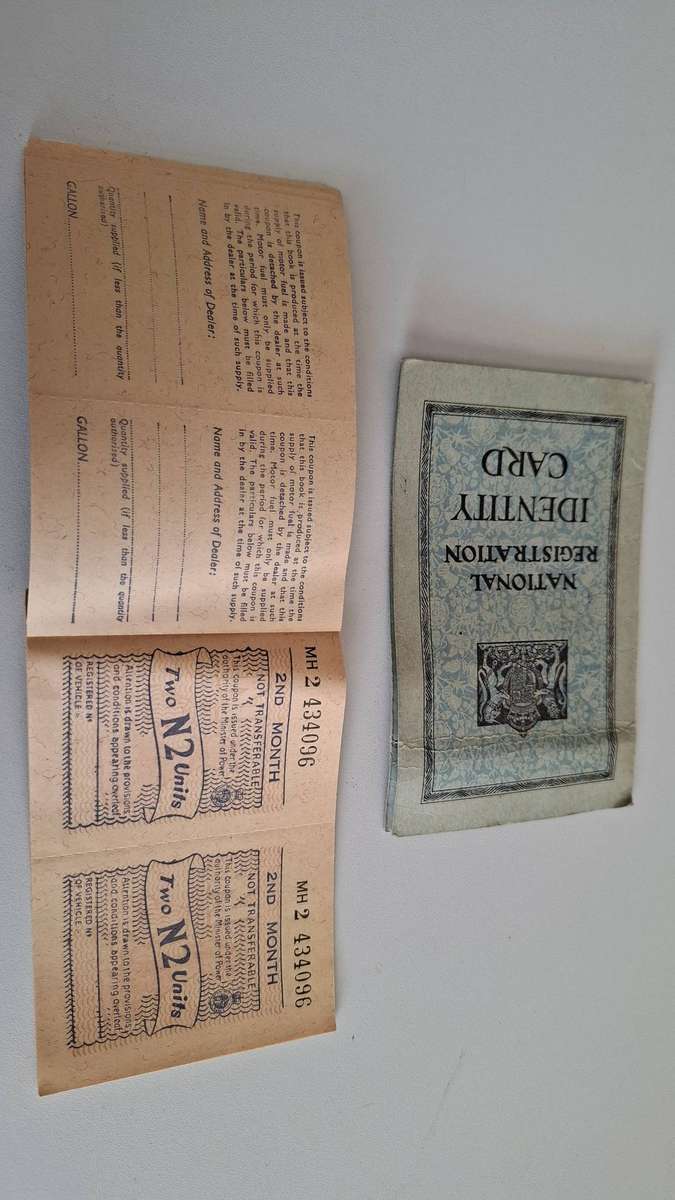 This coupon is issued subject to the conditions
that this book is produced at the time the
supply of motor fuel is made and that this
coupon is detached by the dealer at such
time. Motor fuel must only be supplied
during the period for which this coupon is
valid. The particulars below must be filled
in by the dealer at the time of such supply.
Name and Address of Dealer:
Quantity supplied (if less than the quantity
authorised)
GALLON
This coupon is issued subject to the conditions
that this book is produced at the time the
supply of motor fuel is made and that this
coupon is detached by the dealer at such
time. Motor fuel must only be supplied
during the period for which this coupon is
valid. The particulars below must be filled
in by the dealer at the time of such supply.
Name and Address of Dealer:
Quantity supplied (if less than the quantity
authorised)
GALLON
MH 2 434096
2ND MONTH
NOT TRANSFERABLE
This coupon is issued under the
authority of the Minister of Power
Two N2 Units
Attention is drawn to the provisions
and conditions appearing overleaf
REGISTERED Nº
OF VEHICLE :-
MH 2 434096
2ND MONTH
NOT TRANSFERABLE
This coupon is issued under the
authority of the Minister of Power
Two N2 Units
Attention is drawn to the provisions
and conditions appearing overleaf
REGISTERED Nº
OF VEHICLE :-
NATIONAL
REGISTRATION
IDENTITY
CARD